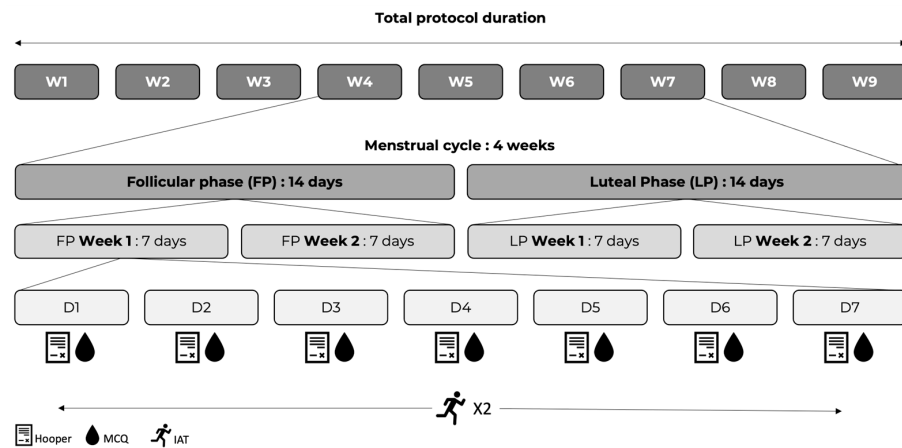 Total protocol duration
W1 W2 W3 W4 W5 W6 W7 W8 W9
Menstrual cycle : 4 weeks
Follicular phase (FP) : 14 days Luteal Phase (LP) : 14 days
FP Week 1 : 7 days FP Week 2 : 7 days LP Week 1 : 7 days LP Week 2 : 7 days
D1 D2 D3 D4 D5 D6 D7
X2
Hooper MCQ IAT